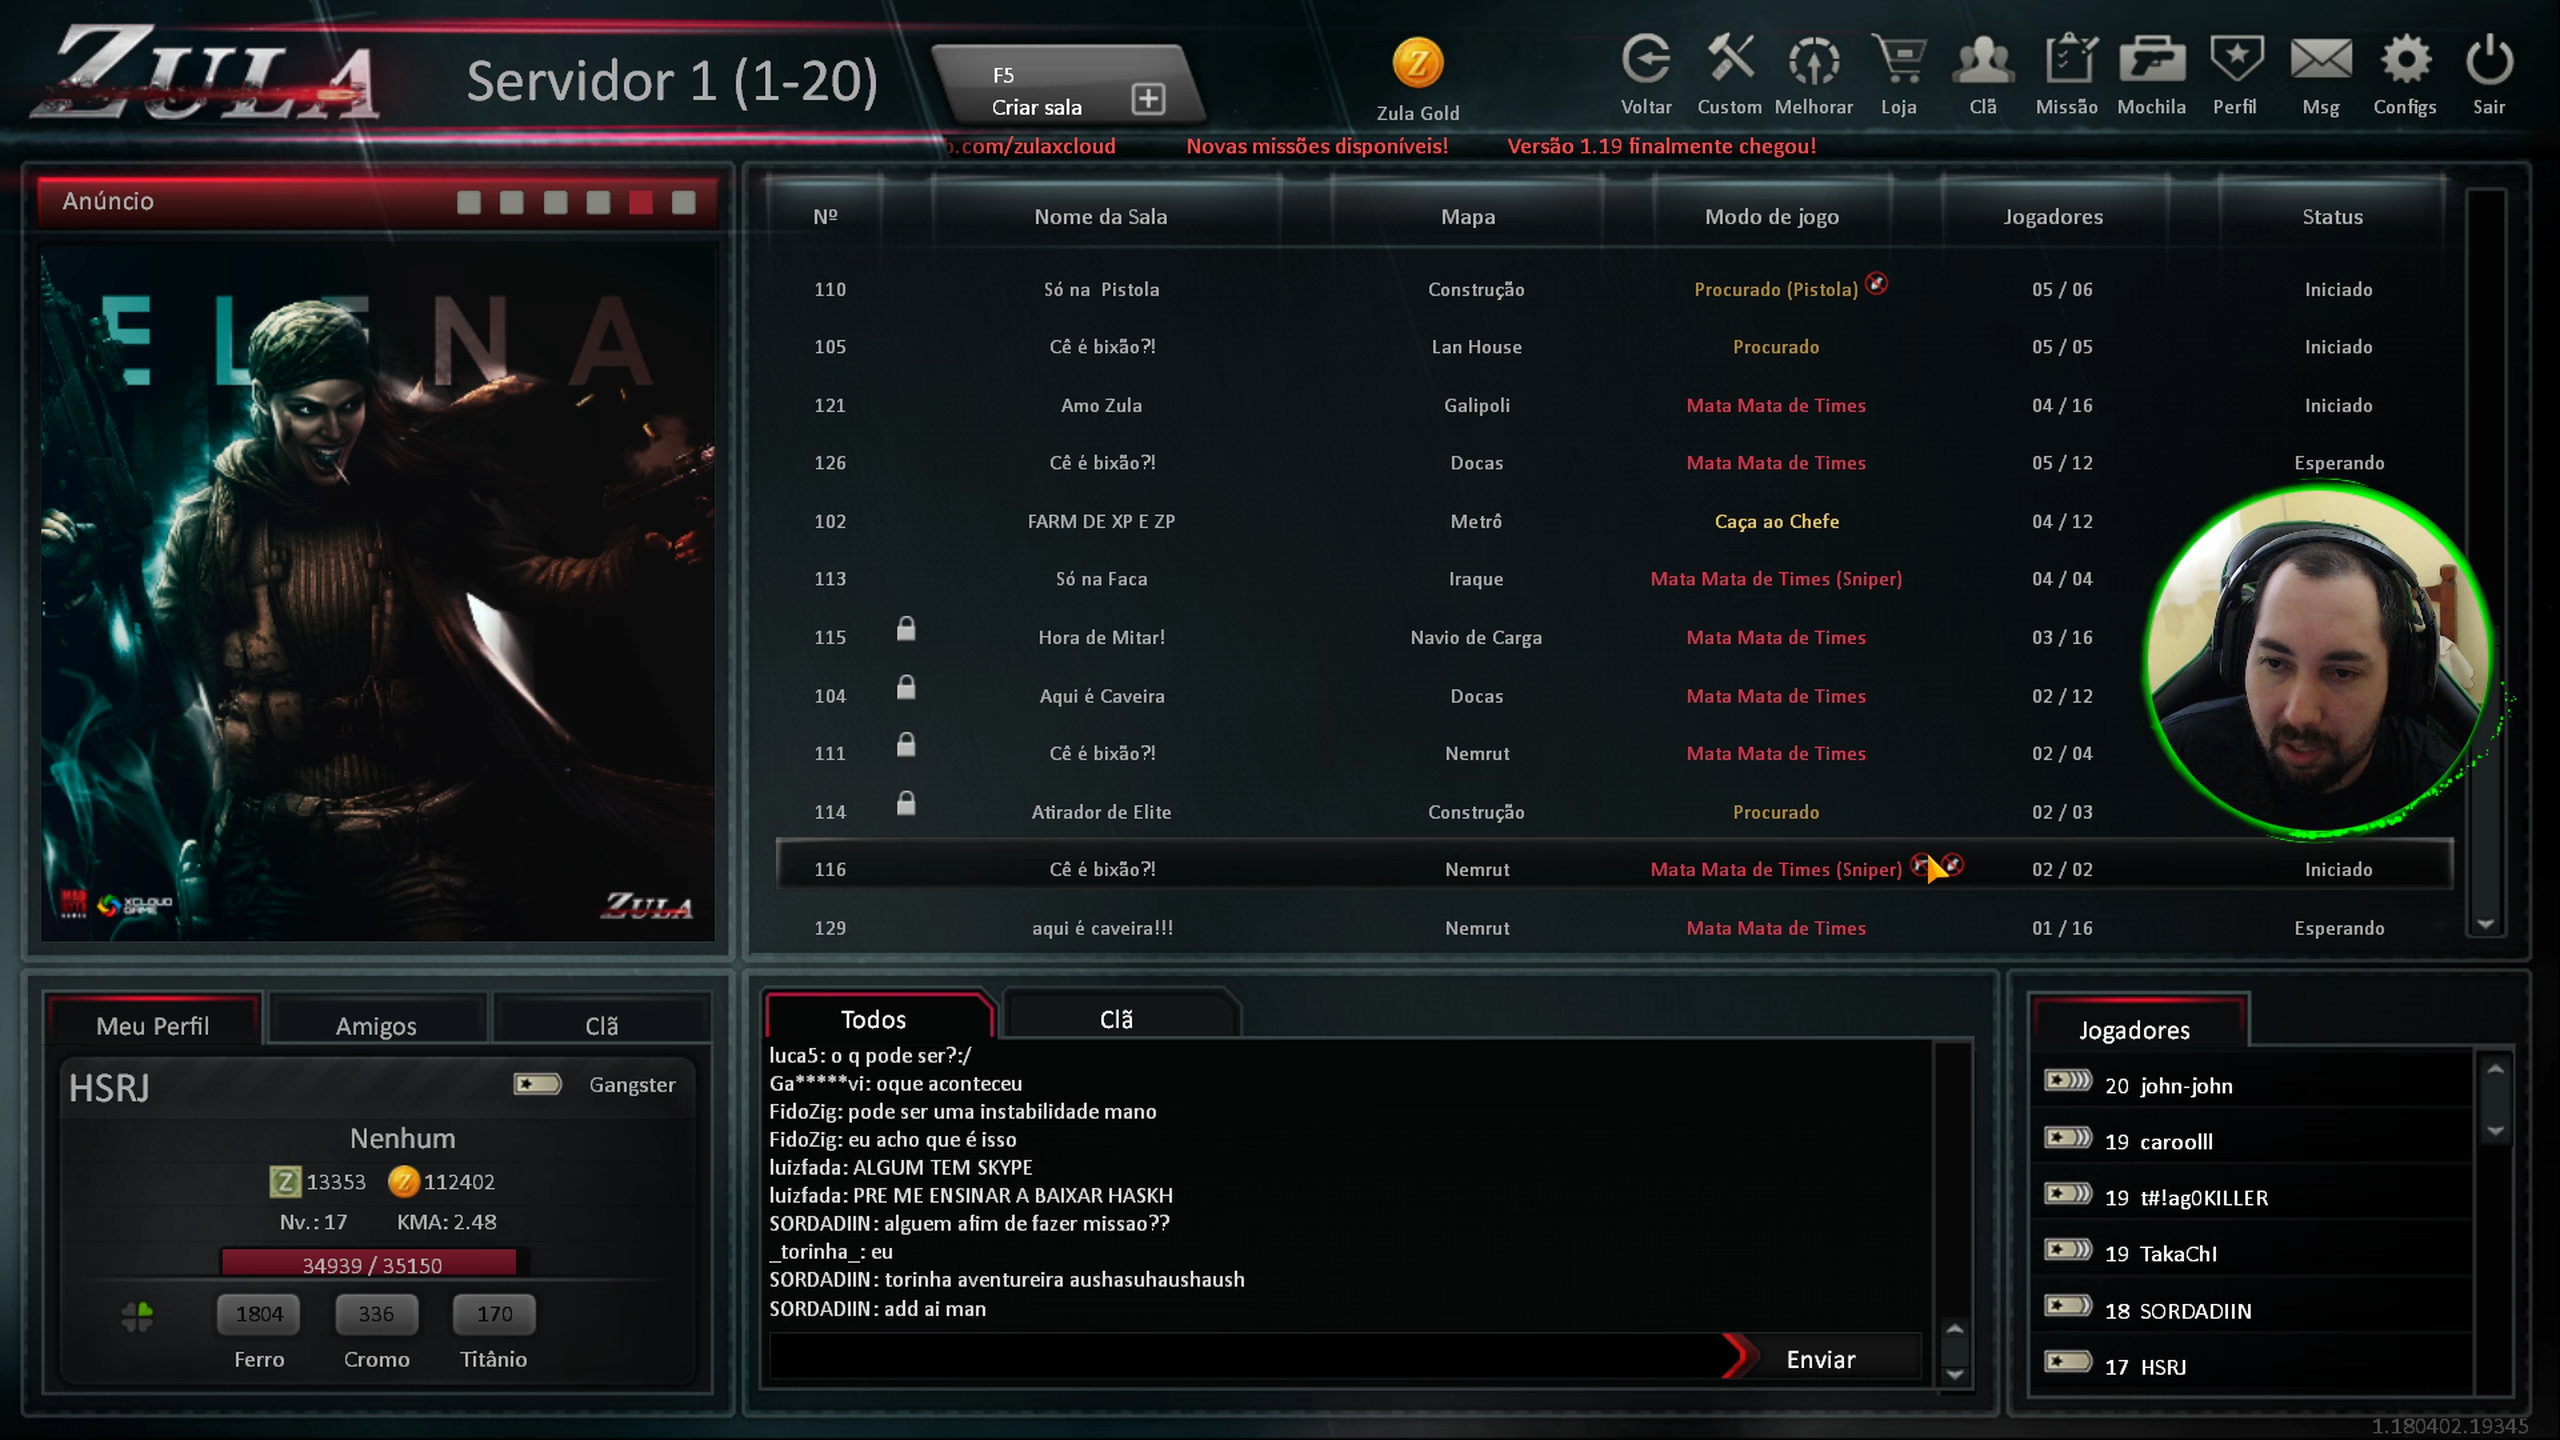 ZULA
Servidor 1 (1-20)
F5
Criar sala
Zula Gold
Voltar
Custom
Melhorar
Loja
Clã
Missão
Mochila
Perfil
Msg
Configs
Sair
.com/zulaxcloud Novas missões disponíveis! Versão 1.19 finalmente chegou!
Anúncio
ELENA
XCLOUD GAME
ZULA
Nº Nome da Sala Mapa Modo de jogo Jogadores Status
110 Só na Pistola Construção Procurado (Pistola) 05 / 06 Iniciado
105 Cê é bixão?! Lan House Procurado 05 / 05 Iniciado
121 Amo Zula Galipoli Mata Mata de Times 04 / 16 Iniciado
126 Cê é bixão?! Docas Mata Mata de Times 05 / 12 Esperando
102 FARM DE XP E ZP Metrô Caça ao Chefe 04 / 12
113 Só na Faca Iraque Mata Mata de Times (Sniper) 04 / 04
115 Hora de Mitar! Navio de Carga Mata Mata de Times 03 / 16
104 Aqui é Caveira Docas Mata Mata de Times 02 / 12
111 Cê é bixão?! Nemrut Mata Mata de Times 02 / 04
114 Atirador de Elite Construção Procurado 02 / 03
116 Cê é bixão?! Nemrut Mata Mata de Times (Sniper) 02 / 02 Iniciado
129 aqui é caveira!!! Nemrut Mata Mata de Times 01 / 16 Esperando
Meu Perfil Amigos Clã
HSRJ Gangster
Nenhum
13353 112402
Nv.: 17 KMA: 2.48
34939 / 35150
1804 336 170
Ferro Cromo Titânio
Todos Clã
luca5: o q pode ser?:/
Ga*****vi: oque aconteceu
FidoZig: pode ser uma instabilidade mano
FidoZig: eu acho que é isso
luizfada: ALGUM TEM SKYPE
luizfada: PRE ME ENSINAR A BAIXAR HASKH
SORDADIIN: alguem afim de fazer missao??
_torinha_: eu
SORDADIIN: torinha aventureira aushasuhaushaush
SORDADIIN: add ai man
Enviar
Jogadores
20 john-john
19 caroolll
19 t#!ag0KILLER
19 TakaChI
18 SORDADIIN
17 HSRJ
1.180402.19345